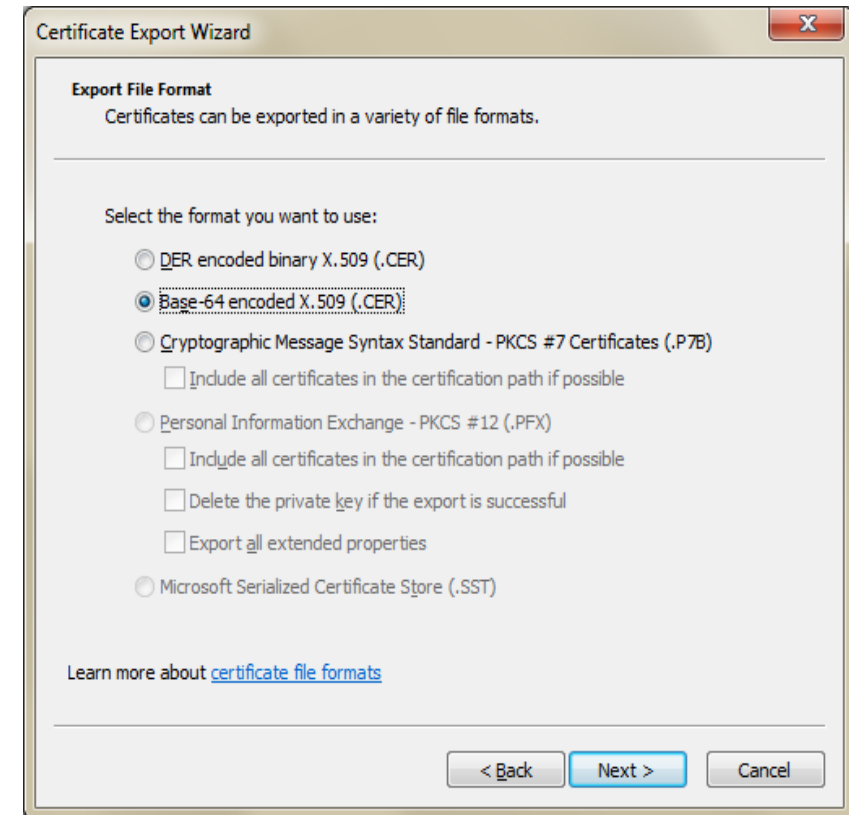 Certificate Export Wizard
Export File Format
Certificates can be exported in a variety of file formats.
Select the format you want to use:
DER encoded binary X.509 (.CER)
Base-64 encoded X.509 (.CER)
Cryptographic Message Syntax Standard - PKCS #7 Certificates (.P7B)
Include all certificates in the certification path if possible
Personal Information Exchange - PKCS #12 (.PFX)
Include all certificates in the certification path if possible
Delete the private key if the export is successful
Export all extended properties
Microsoft Serialized Certificate Store (.SST)
Learn more about certificate file formats
< Back Next > Cancel